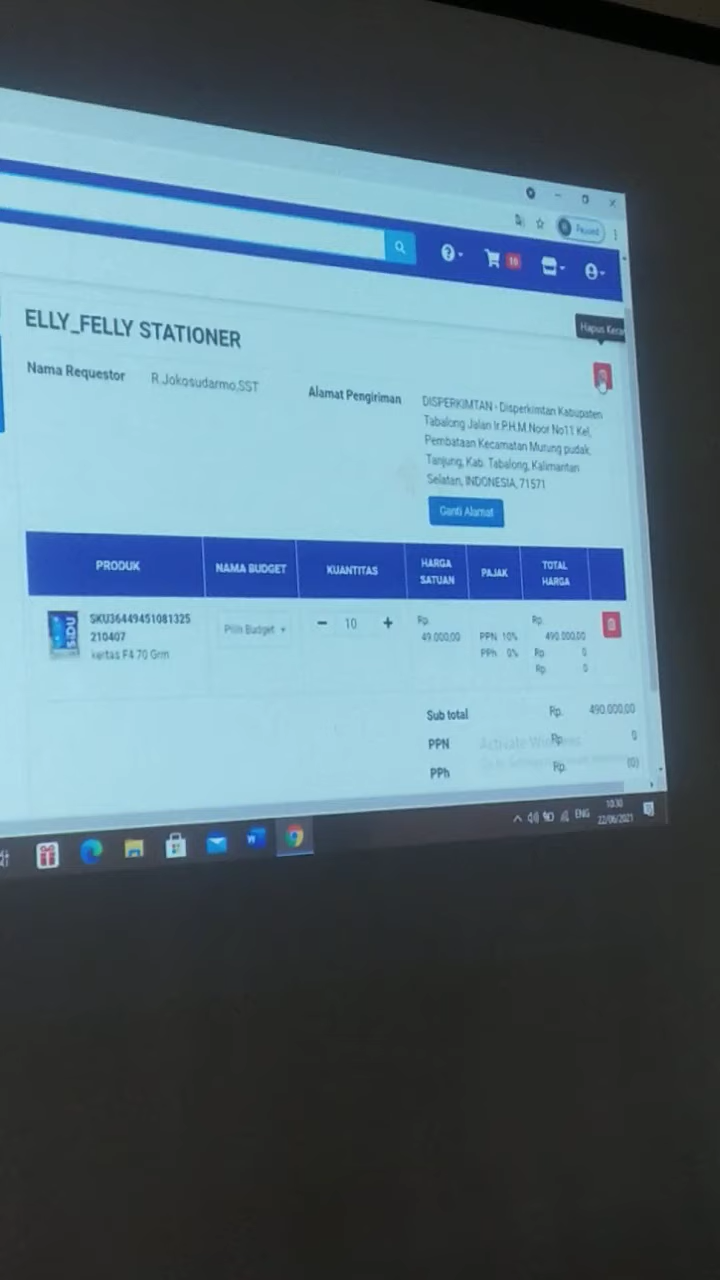 Paused
10
Hapus Kera
ELLY_FELLY STATIONER
Nama Requestor
R.Jokosudarmo,SST
Alamat Pengiriman
DISPERKIMTAN - Disperkimtan Kabupaten
Tabalong Jalan Ir.P.H.M.Noor No11 Kel,
Pembataan Kecamatan Murung pudak,
Tanjung, Kab. Tabalong, Kalimantan
Selatan, INDONESIA, 71571
Ganti Alamat
PRODUK
NAMA BUDGET
KUANTITAS
HARGA
SATUAN
PAJAK
TOTAL
HARGA
SiDU
SKU36449451081325
210407
kertas F4 70 Grm
Pilih Budget
− 10 +
Rp.
49.000,00
PPN 10%
PPh 0%
Rp.
490.000,00
Rp. 0
Rp. 0
Sub total Rp. 490.000,00
PPN Rp. 0
Activate Windows
PPh Rp. (0)
ENG
10:30
22/06/2021